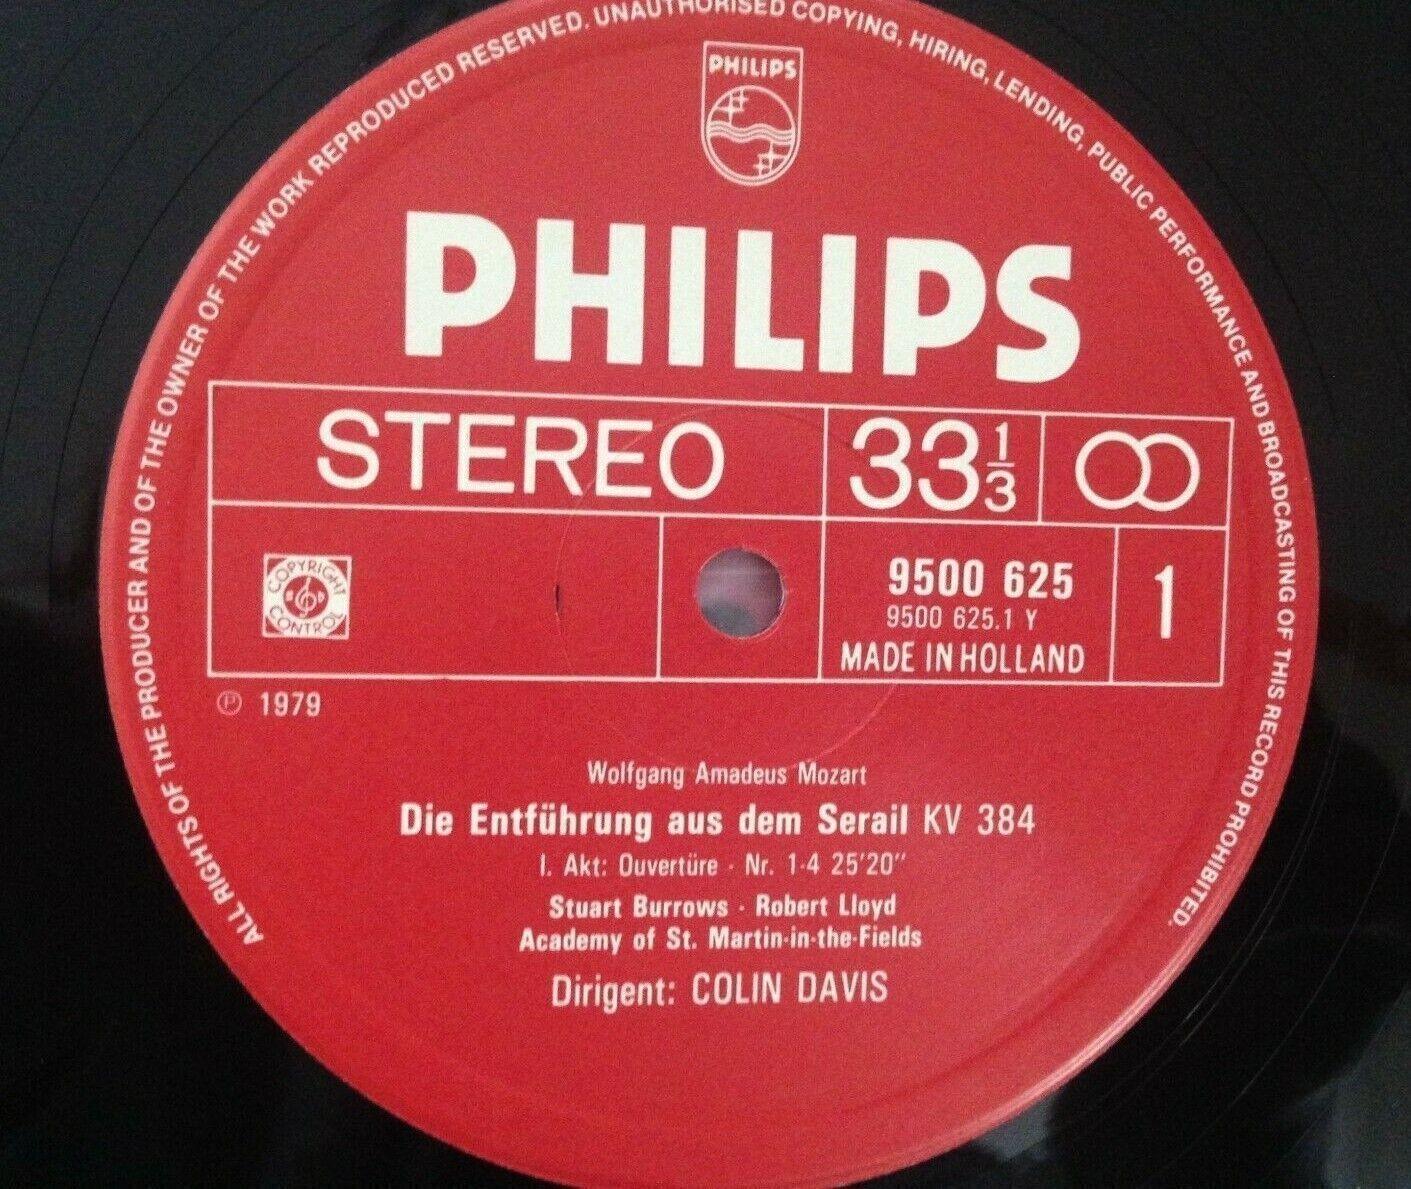 ALL RIGHTS OF THE PRODUCER AND OF THE OWNER OF THE WORK REPRODUCED RESERVED. UNAUTHORISED COPYING, HIRING, LENDING, PUBLIC PERFORMANCE AND BROADCASTING OF THIS RECORD PROHIBITED.
PHILIPS
PHILIPS
STEREO 33 1/3
COPYRIGHT CONTROL
9500 625 1
9500 625.1 Y
MADE IN HOLLAND
℗ 1979
Wolfgang Amadeus Mozart
Die Entführung aus dem Serail KV 384
I. Akt: Ouvertüre · Nr. 1-4 25'20''
Stuart Burrows · Robert Lloyd
Academy of St. Martin-in-the-Fields
Dirigent: COLIN DAVIS